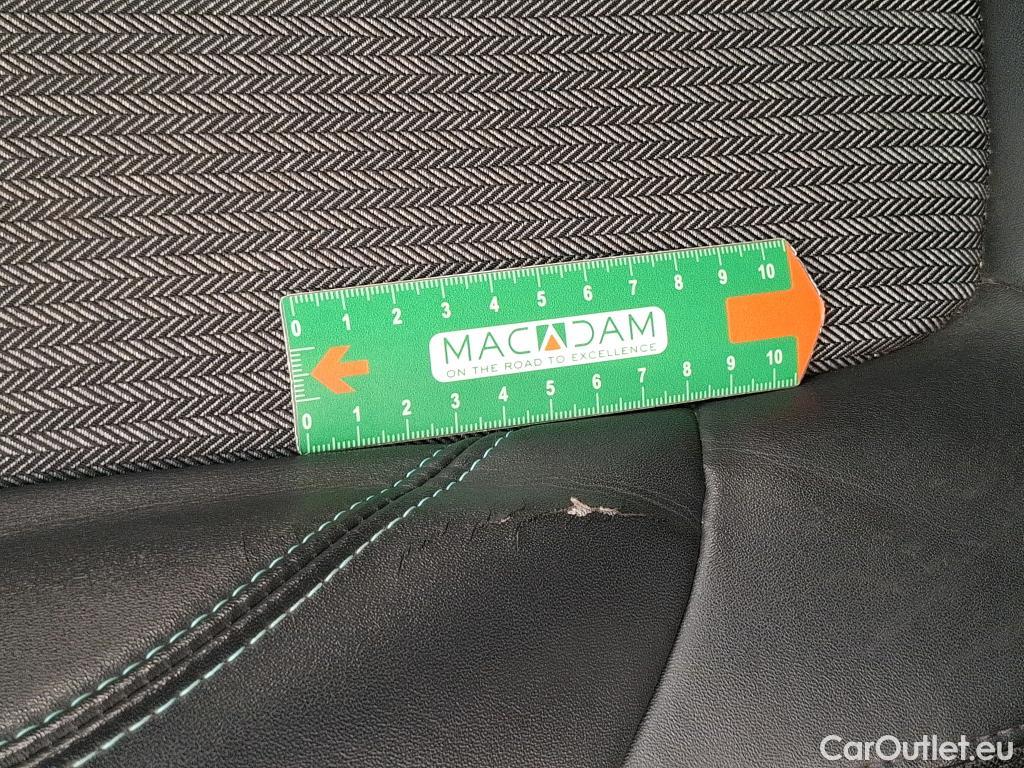 0 1 2 3 4 5 6 7 8 9 10
MACADAM
ON THE ROAD TO EXCELLENCE
0 1 2 3 4 5 6 7 8 9 10
CarOutlet.eu